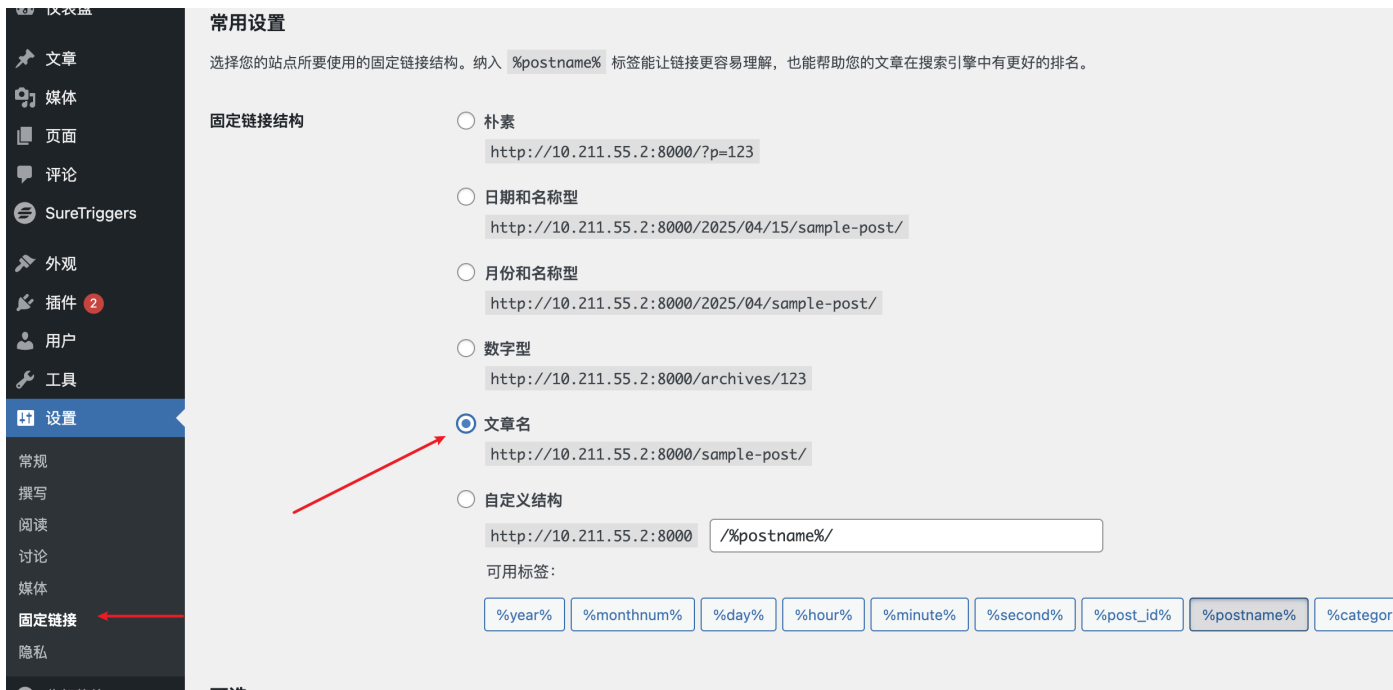 仪表盘
文章
媒体
页面
评论
SureTriggers
外观
插件 2
用户
工具
设置
常规
撰写
阅读
讨论
媒体
固定链接
隐私
常用设置
选择您的站点所要使用的固定链接结构。纳入 %postname% 标签能让链接更容易理解，也能帮助您的文章在搜索引擎中有更好的排名。
固定链接结构
朴素
http://10.211.55.2:8000/?p=123
日期和名称型
http://10.211.55.2:8000/2025/04/15/sample-post/
月份和名称型
http://10.211.55.2:8000/2025/04/sample-post/
数字型
http://10.211.55.2:8000/archives/123
文章名
http://10.211.55.2:8000/sample-post/
自定义结构
http://10.211.55.2:8000 /%postname%/
可用标签：
%year% %monthnum% %day% %hour% %minute% %second% %post_id% %postname% %categor